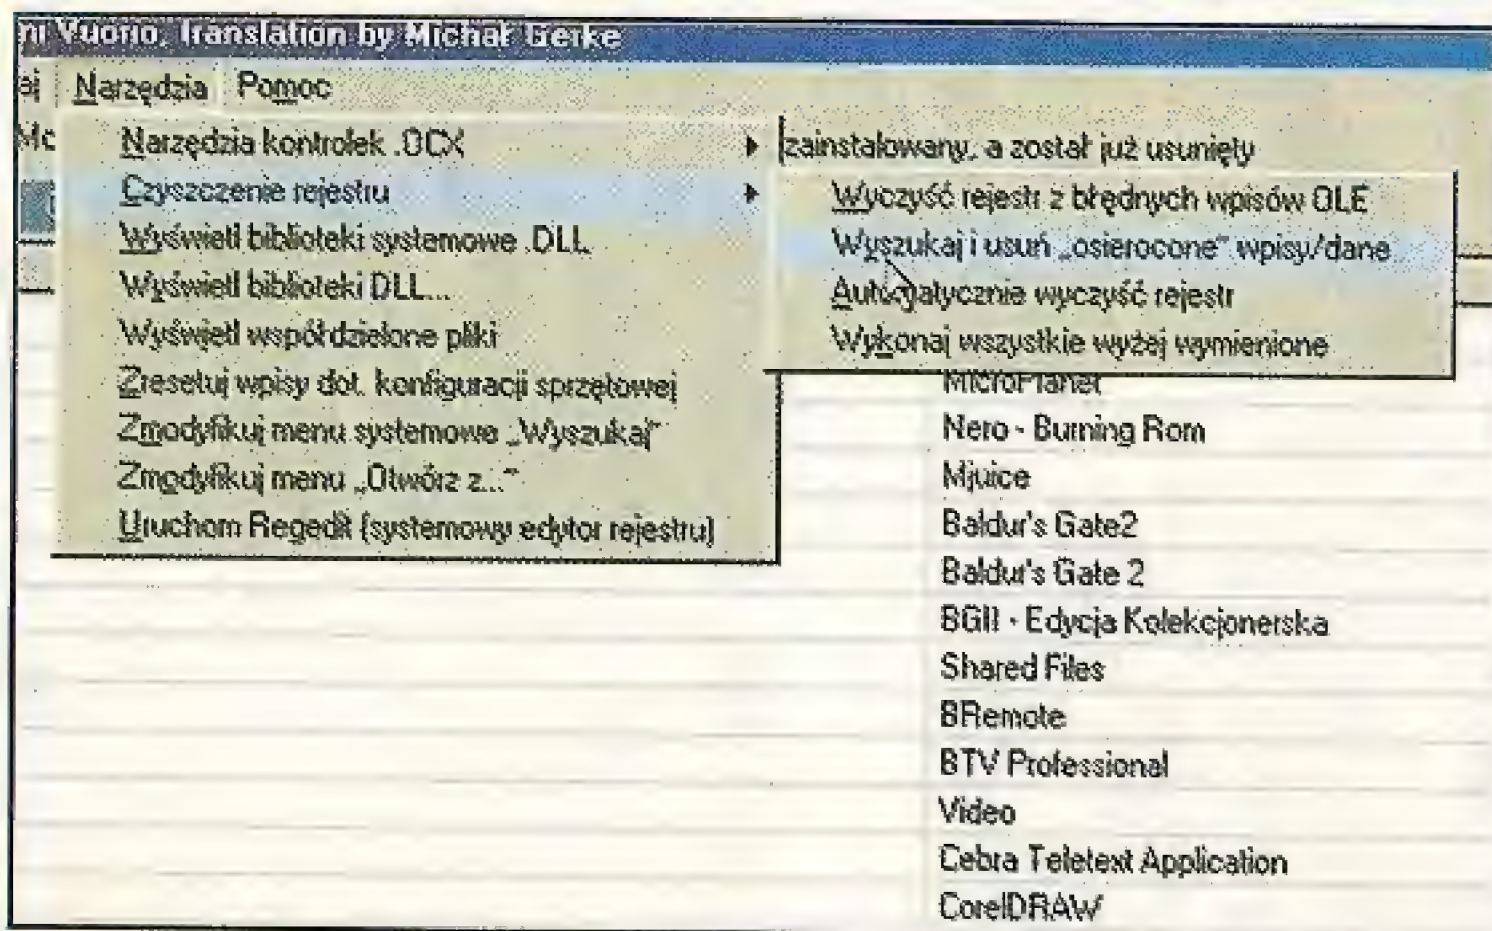 ni Vuorio, Translation by Michał Gerke
aj Narzędzia Pomoc
Mc
Narzędzia kontrolek .OCX
zainstalowany, a został już usunięty
Czyszczenie rejestru
Wyczyść rejestr z błędnych wpisów OLE
Wyświetl biblioteki systemowe .DLL
Wyszukaj i usuń „osierocone” wpisy/dane
Wyświetl biblioteki DLL...
Automatycznie wyczyść rejestr
Wyświetl współdzielone pliki
Wykonaj wszystkie wyżej wymienione
Zresetuj wpisy dot. konfiguracji sprzętowej
MicroPlanet
Zmodyfikuj menu systemowe „Wyszukaj”
Nero - Burning Rom
Zmodyfikuj menu „Otwórz z...”
Mjuice
Uruchom Regedit (systemowy edytor rejestru)
Baldur's Gate2
Baldur's Gate 2
BGII - Edycja Kolekcjonerska
Shared Files
BRemote
BTV Professional
Video
Cebra Teletext Application
CorelDRAW